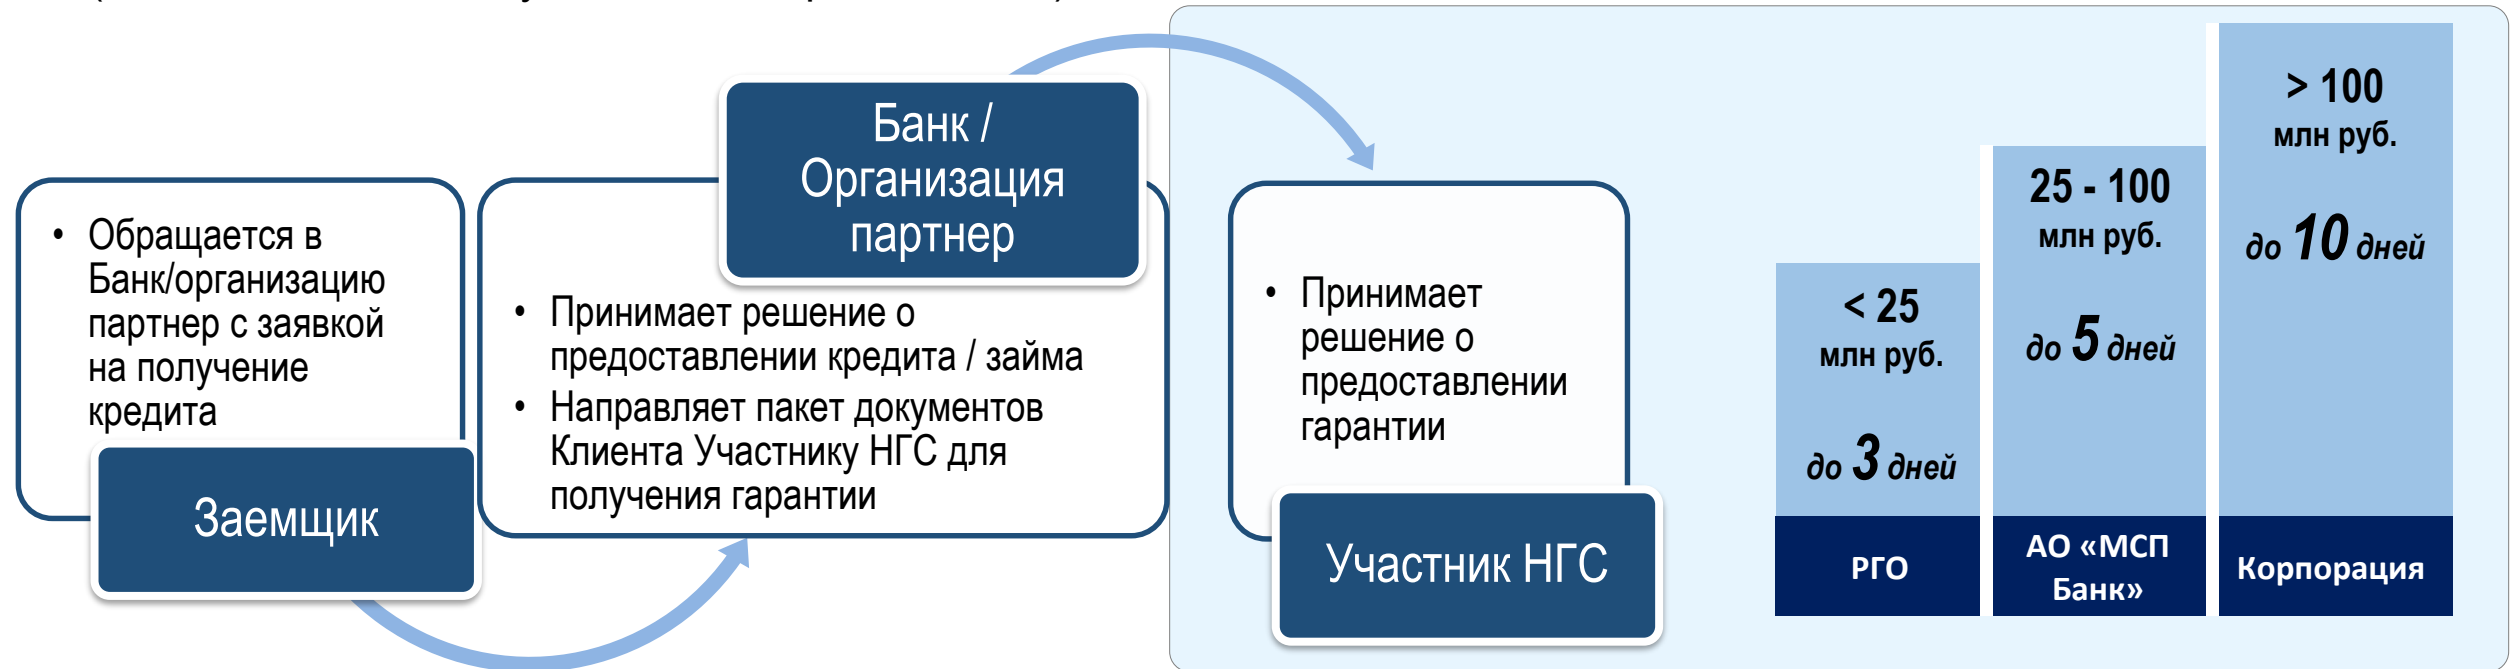 • Обращается в
Банк/организацию
партнер с заявкой
на получение
кредита
Заемщик
Банк /
Организация
партнер
• Принимает решение о
предоставлении кредита / займа
• Направляет пакет документов
Клиента Участнику НГС для
получения гарантии
• Принимает
решение о
предоставлении
гарантии
Участник НГС
< 25
млн руб.
до 3 дней
РГО
25 - 100
млн руб.
до 5 дней
АО «МСП
Банк»
> 100
млн руб.
до 10 дней
Корпорация